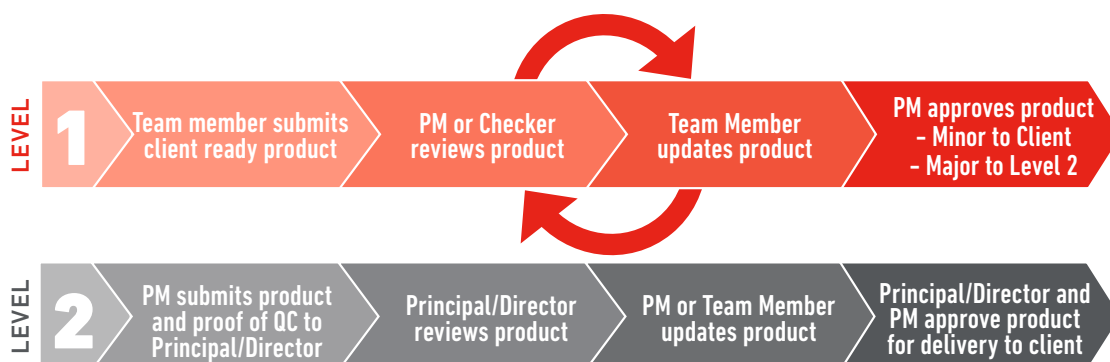 LEVEL
1
Team member submits
client ready product
PM or Checker
reviews product
Team Member
updates product
PM approves product
- Minor to Client
- Major to Level 2
LEVEL
2
PM submits product
and proof of QC to
Principal/Director
Principal/Director
reviews product
PM or Team Member
updates product
Principal/Director and
PM approve product
for delivery to client